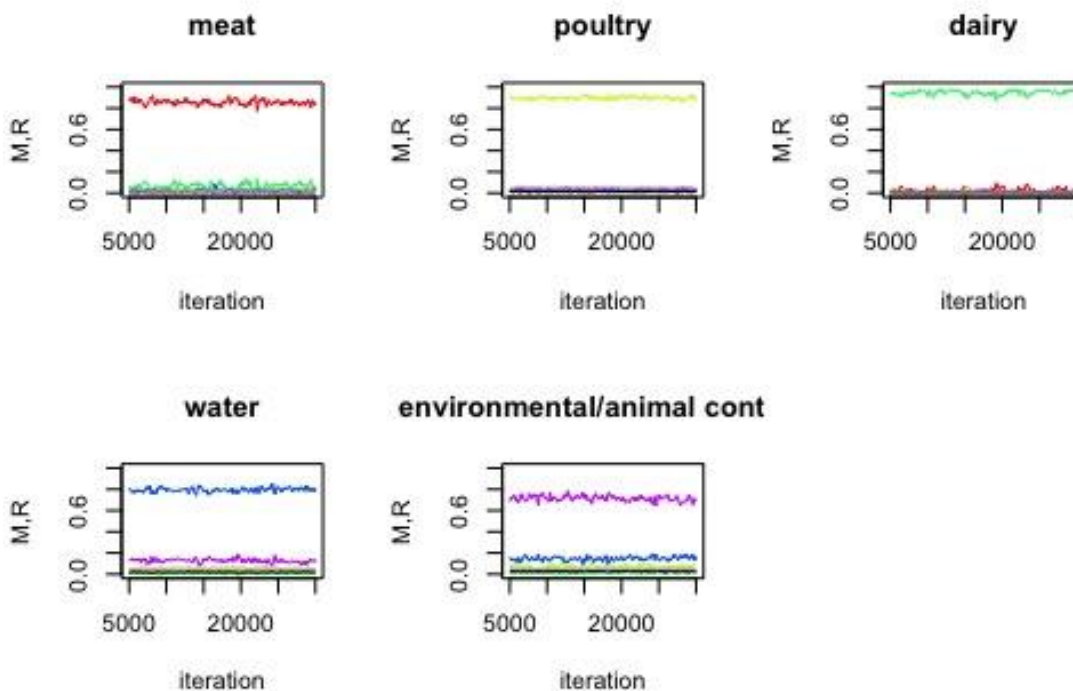 meat
M,R
0.6
0.0
5000 20000
iteration
poultry
M,R
0.6
0.0
5000 20000
iteration
dairy
M,R
0.6
0.0
5000 20000
iteration
water
M,R
0.6
0.0
5000 20000
iteration
environmental/animal cont
M,R
0.6
0.0
5000 20000
iteration